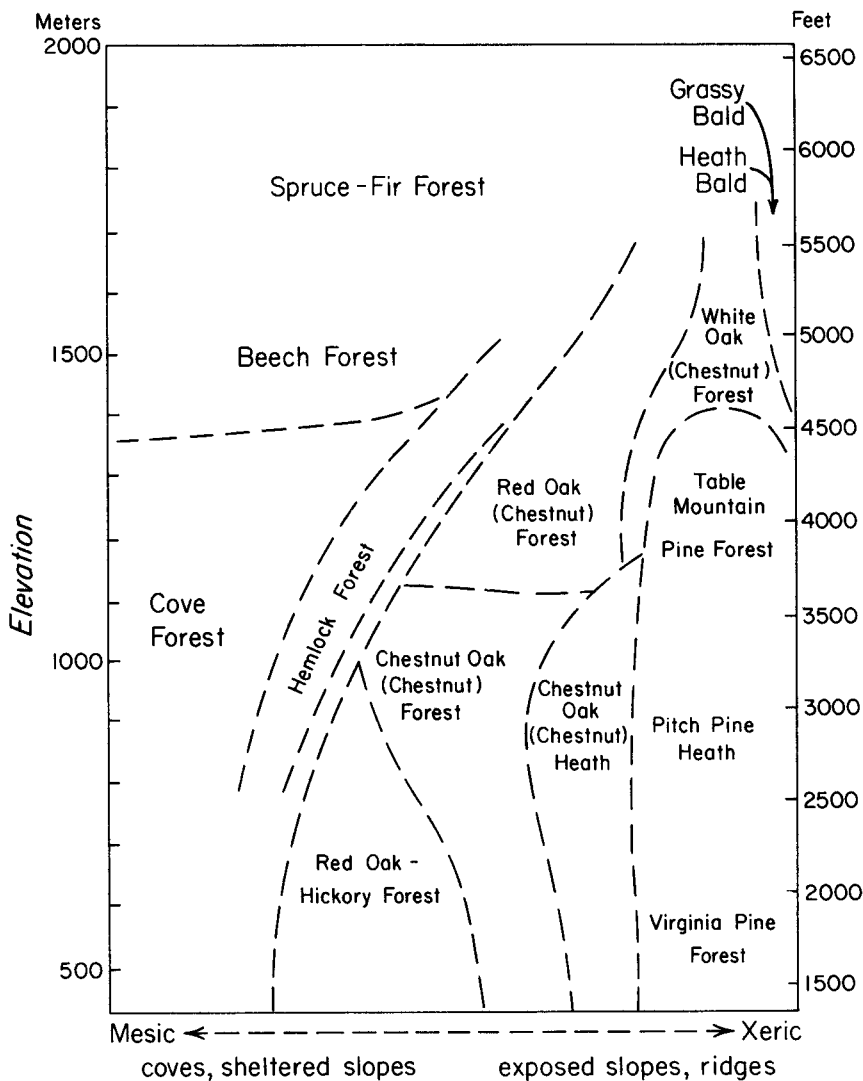 Meters
Feet
2000
6500
Grassy
Bald
6000
Heath
Bald
Spruce-Fir Forest
5500
White
Oak
5000
(Chestnut)
Forest
1500
Beech Forest
4500
Table
Mountain
Pine Forest
Red Oak
(Chestnut)
Forest
4000
Elevation
Hemlock Forest
Cove
Forest
3500
1000
Chestnut Oak
(Chestnut)
Forest
Chestnut
Oak
(Chestnut)
Heath
3000
Pitch Pine
Heath
2500
Red Oak -
Hickory Forest
2000
Virginia Pine
Forest
500
1500
Mesic
Xeric
coves, sheltered slopes
exposed slopes, ridges